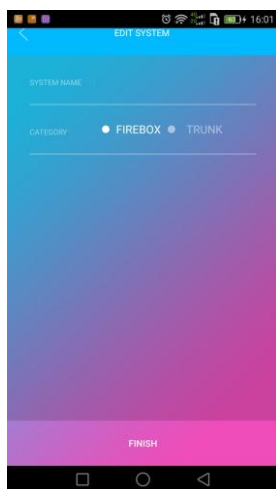 16:01
EDIT SYSTEM
SYSTEM NAME
CATEGORY FIREBOX TRUNK
FINISH